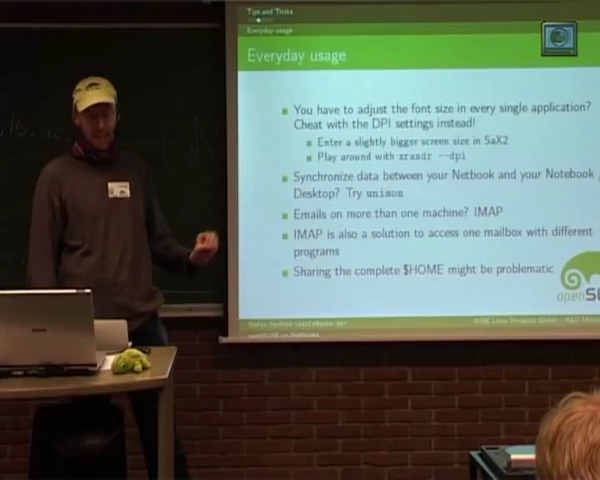 Tips and Tricks
Everyday usage
Everyday usage
You have to adjust the font size in every single application?
Cheat with the DPI settings instead!
Enter a slightly bigger screen size in SaX2
Play around with xrandr --dpi
Synchronize data between your Netbook and your Notebook /
Desktop? Try unison
Emails on more than one machine? IMAP
IMAP is also a solution to access one mailbox with different
programs
Sharing the complete $HOME might be problematic
openSU